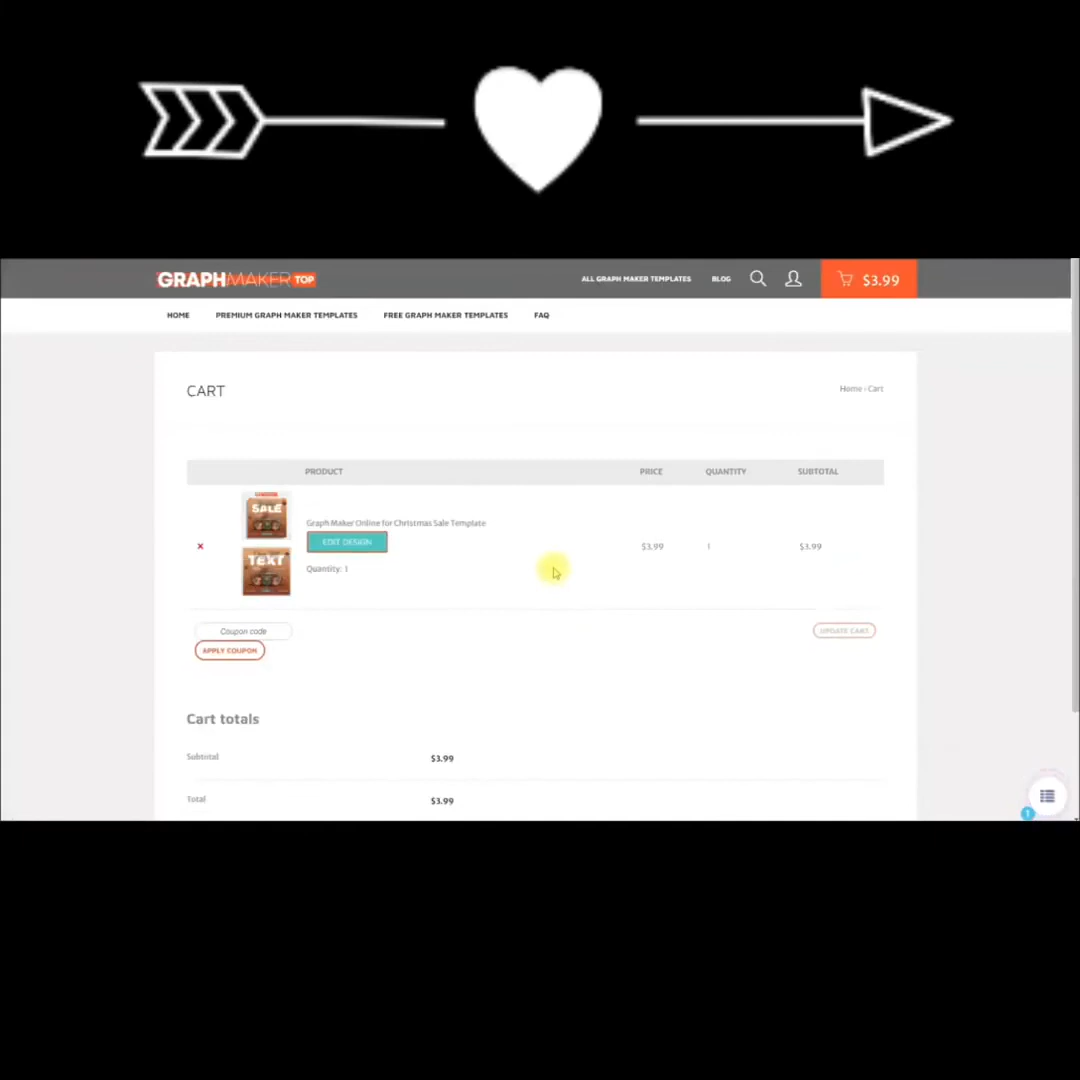 GRAPHMAKER TOP
ALL GRAPH MAKER TEMPLATES BLOG $3.99
HOME PREMIUM GRAPH MAKER TEMPLATES FREE GRAPH MAKER TEMPLATES FAQ
CART
Home › Cart
PRODUCT PRICE QUANTITY SUBTOTAL
SALE
Graph Maker Online for Christmas Sale Template
EDIT DESIGN
× $3.99 1 $3.99
TEXT
Quantity: 1
Coupon code
UPDATE CART
APPLY COUPON
Cart totals
Subtotal $3.99
Total $3.99
1